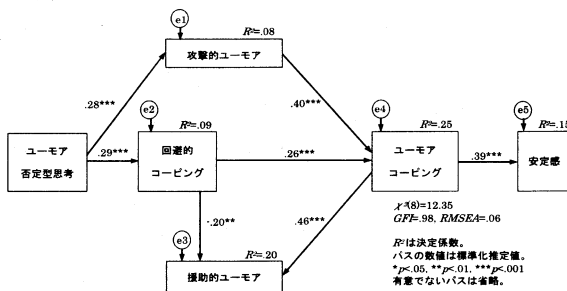 e1
R²=.08
攻撃的ユーモア
.28***
.40***
e2
e4
e5
R²=.09
R²=.25
R²=.15
ユーモア
否定型思考
.29***
回避的
コーピング
.26***
ユーモア
コーピング
.39***
安定感
.20**
.46***
χ²(8)=12.35
GFI=.98, RMSEA=.06
e3
R²=.20
援助的ユーモア
R²は決定係数。
パスの数値は標準化推定値。
*p<.05, **p<.01, ***p<.001
有意でないパスは省略。